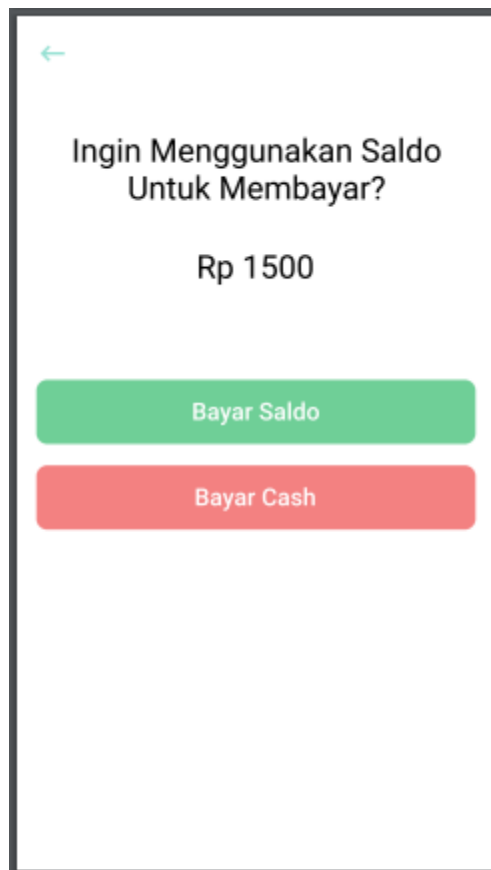 Ingin Menggunakan Saldo
Untuk Membayar?
Rp 1500
Bayar Saldo
Bayar Cash